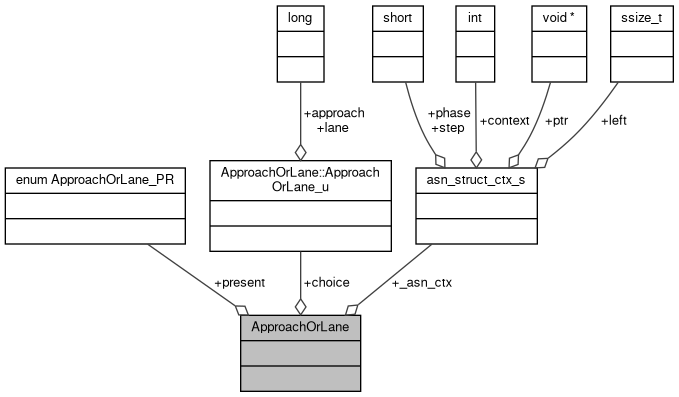 long
short
int
void *
ssize_t
+approach
+lane
+phase
+step
+context
+ptr
+left
enum ApproachOrLane_PR
ApproachOrLane::Approach
OrLane_u
asn_struct_ctx_s
+present
+choice
+_asn_ctx
ApproachOrLane